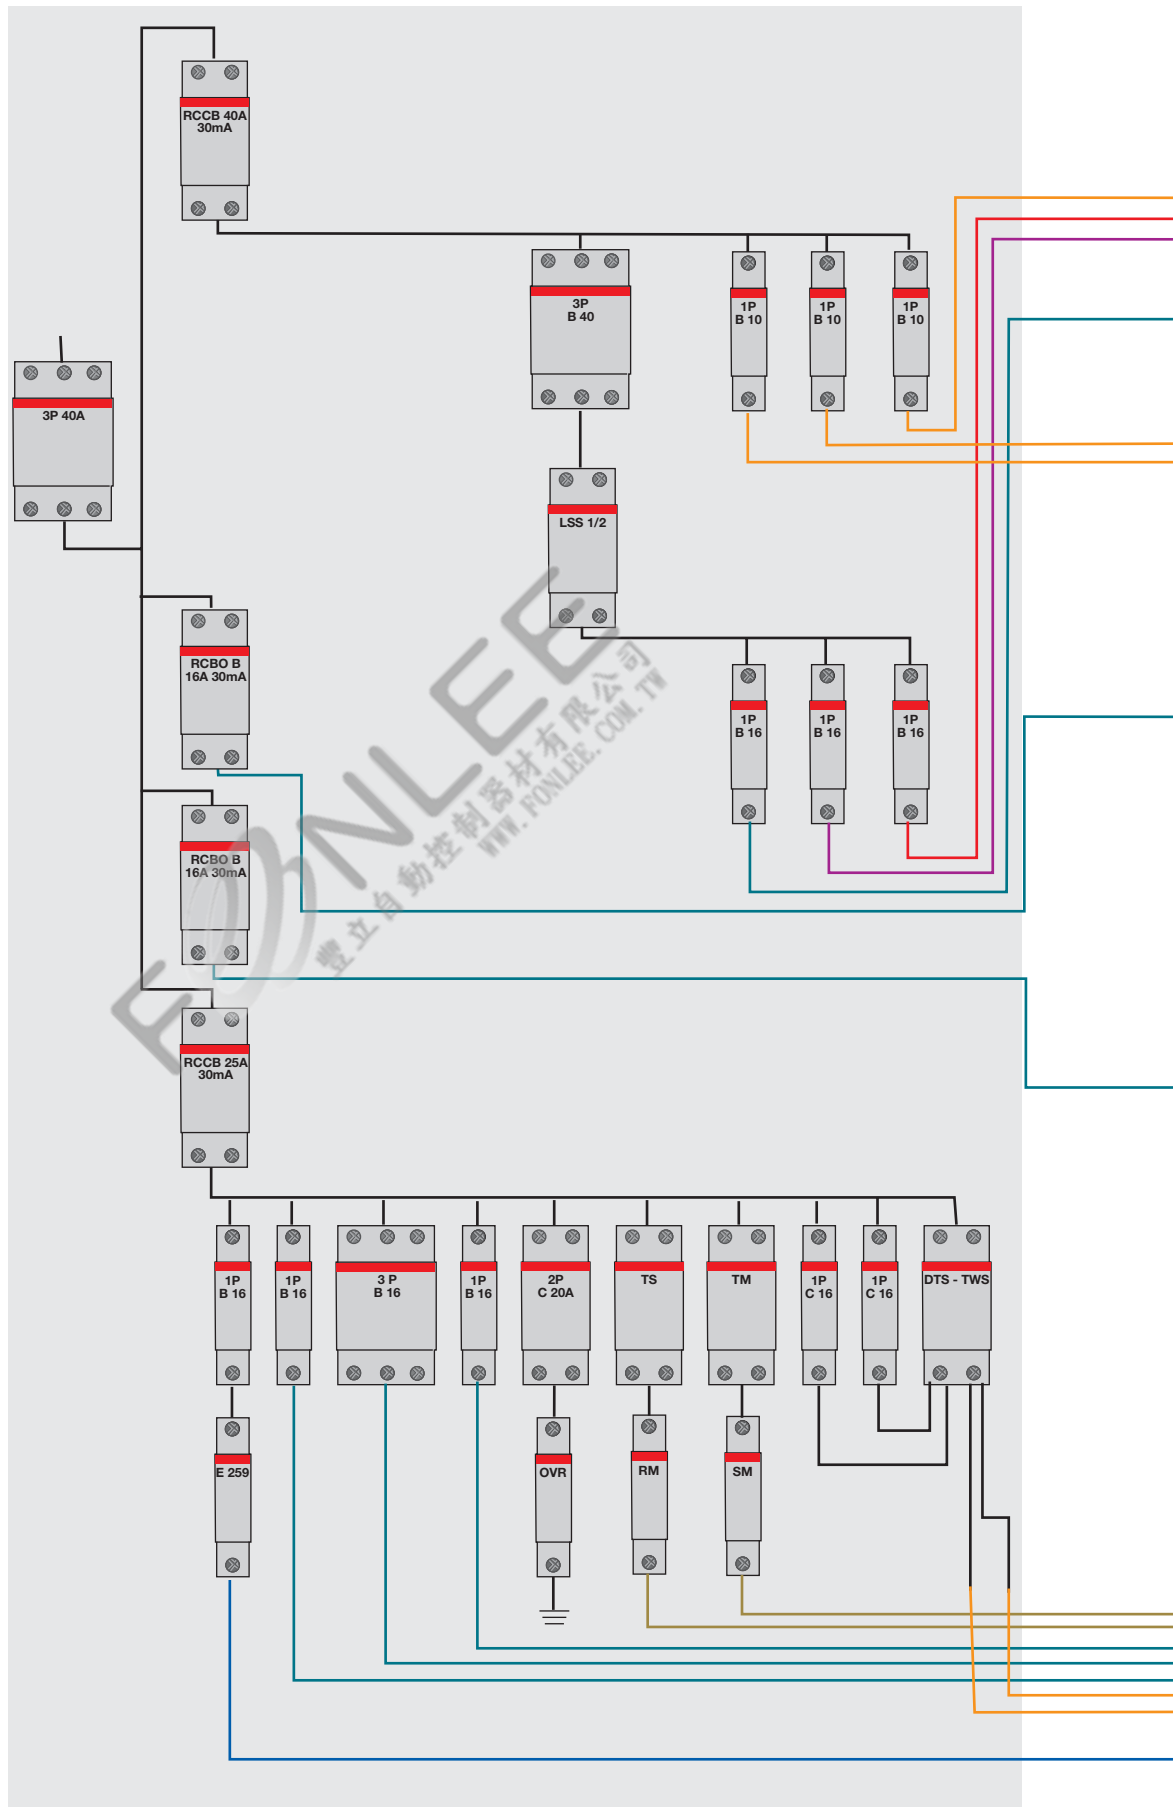 RCCB 40A
30mA
3P
B 40
1P
B 10
1P
B 10
1P
B 10
3P 40A
LSS 1/2
RCBO B
16A 30mA
1P
B 16
1P
B 16
1P
B 16
RCBO B
16A 30mA
FONLEE
豐立自動控制器材有限公司
WWW.FONLEE.COM.TW
RCCB 25A
30mA
1P
B 16
1P
B 16
3 P
B 16
1P
B 16
2P
C 20A
TS
TM
1P
C 16
1P
C 16
DTS - TWS
E 259
OVR
RM
SM